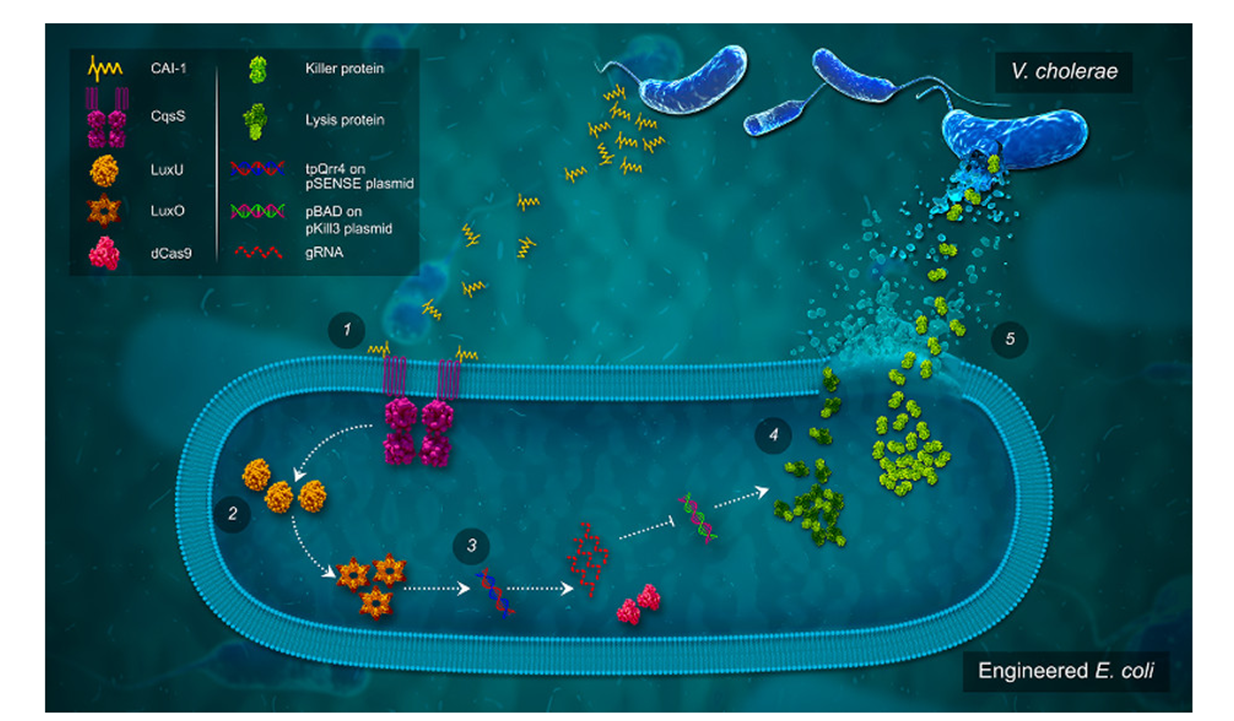 CAI-1
CqsS
LuxU
LuxO
dCas9
Killer protein
Lysis protein
tpQrr4 on
pSENSE plasmid
pBAD on
pKill3 plasmid
gRNA
V. cholerae
1
2
3
4
5
Engineered E. coli